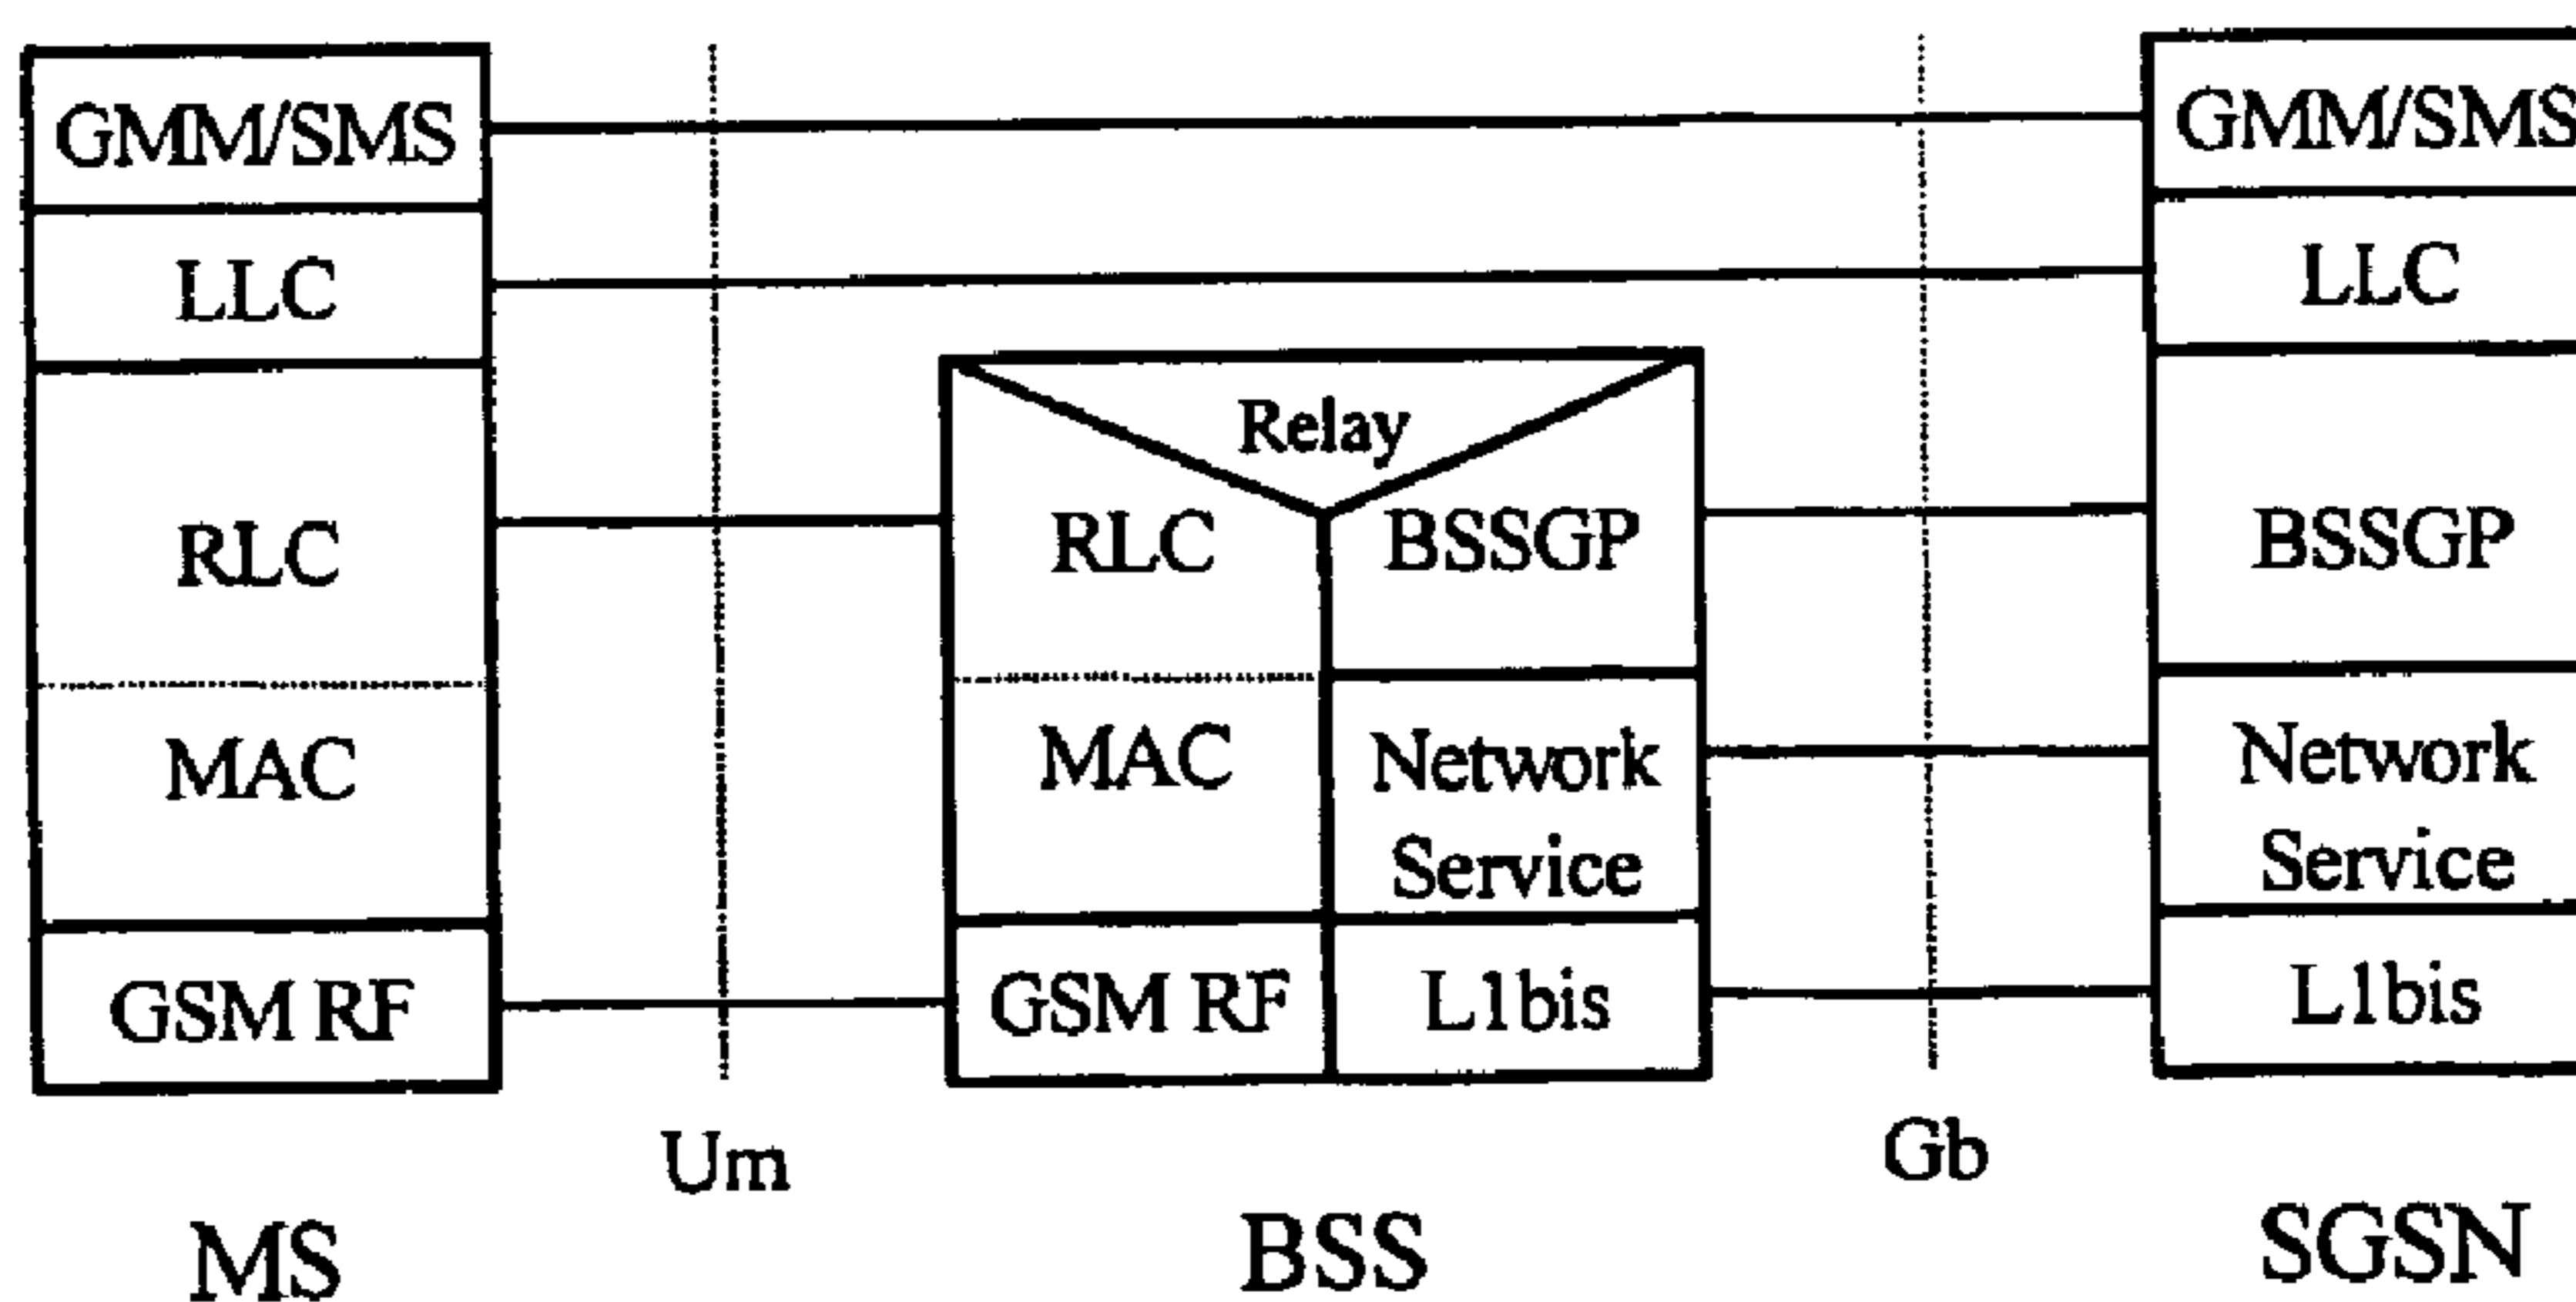 GMM/SMS
LLC
RLC
MAC
GSM RF
MS
Um
Relay
RLC
BSSGP
MAC
Network
Service
GSM RF
L1bis
BSS
Gb
GMM/SMS
LLC
BSSGP
Network
Service
L1bis
SGSN